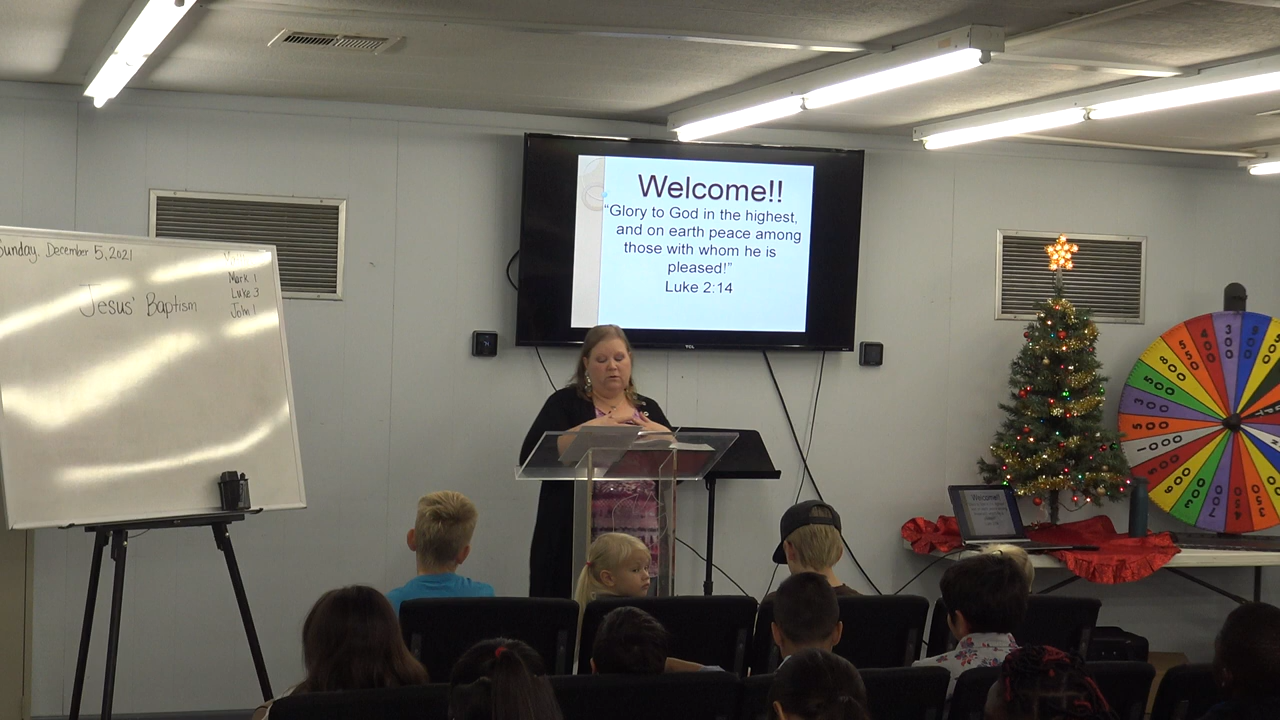 Sunday, December 5, 2021
Mark 1
Luke 3
John 1
Jesus' Baptism
Welcome!!
“Glory to God in the highest,
and on earth peace among
those with whom he is
pleased!”
Luke 2:14
TCL
Welcome!!